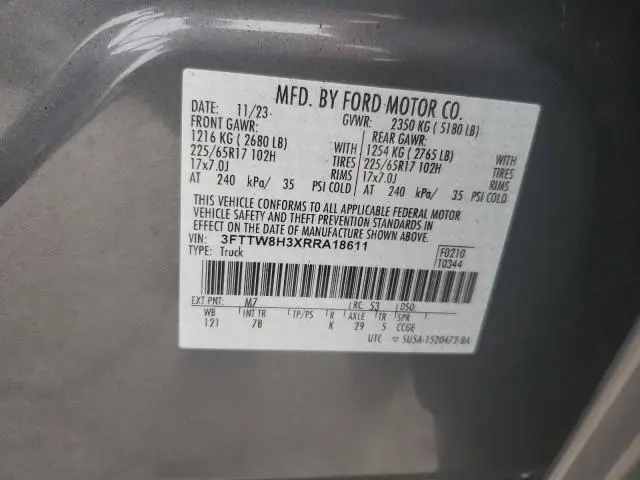 MFD. BY FORD MOTOR CO.
DATE: 11/23 GVWR: 2350 KG ( 5180 LB)
FRONT GAWR: REAR GAWR:
1216 KG ( 2680 LB) WITH 1254 KG ( 2765 LB) WITH
225/65R17 102H TIRES 225/65R17 102H TIRES
17x7.0J RIMS 17x7.0J RIMS
AT 240 kPa/ 35 PSI COLD AT 240 kPa/ 35 PSI COLD
THIS VEHICLE CONFORMS TO ALL APPLICABLE FEDERAL MOTOR
VEHICLE SAFETY AND THEFT PREVENTION STANDARDS IN
EFFECT ON THE DATE OF MANUFACTURE SHOWN ABOVE.
VIN: 3FTTW8H3XRRA18611 F0210
TYPE: Truck T0344
EXT PNT: M7 RC: 53 DSO:
WB INT TR TP/PS R AXLE TR SPR
121 7B K 29 5 CCGE
UTC ▽ 5U5A-1520472-BA